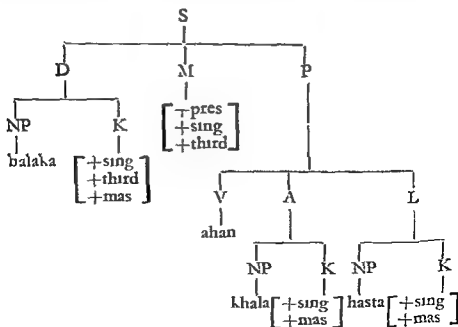 S
D M P
NP K [+pres
+sing
+third]
balaka [+sing
+third
+mas]
V A L
ahan
NP K NP K
khala [+sing
+mas] hasta [+sing
+mas]